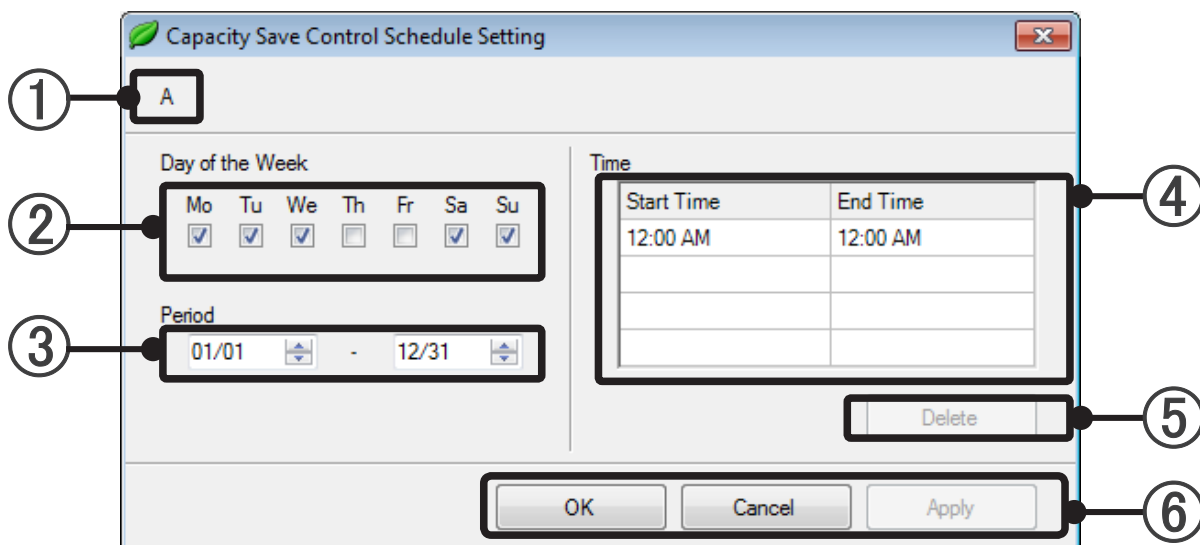 Capacity Save Control Schedule Setting
① A
Day of the Week
② Mo Tu We Th Fr Sa Su
Period
③ 01/01 - 12/31
Time
④ Start Time End Time
12:00 AM 12:00 AM
⑤ Delete
⑥ OK Cancel Apply